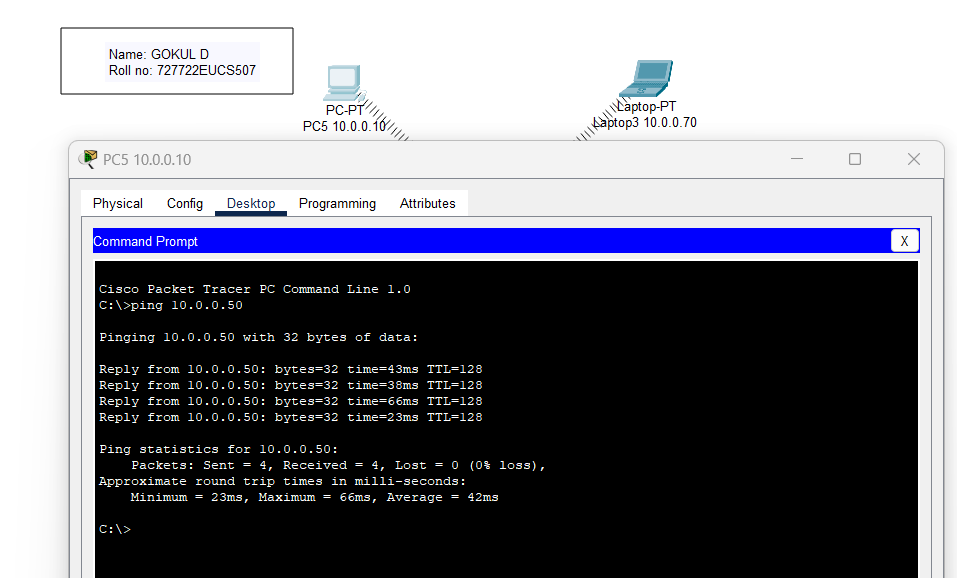 Name: GOKUL D
Roll no: 727722EUCS507
PC-PT
PC5 10.0.0.10
Laptop-PT
Laptop3 10.0.0.70
PC5 10.0.0.10
Physical Config Desktop Programming Attributes
Command Prompt
X
Cisco Packet Tracer PC Command Line 1.0
C:\>ping 10.0.0.50
Pinging 10.0.0.50 with 32 bytes of data:
Reply from 10.0.0.50: bytes=32 time=43ms TTL=128
Reply from 10.0.0.50: bytes=32 time=38ms TTL=128
Reply from 10.0.0.50: bytes=32 time=66ms TTL=128
Reply from 10.0.0.50: bytes=32 time=23ms TTL=128
Ping statistics for 10.0.0.50:
    Packets: Sent = 4, Received = 4, Lost = 0 (0% loss),
Approximate round trip times in milli-seconds:
    Minimum = 23ms, Maximum = 66ms, Average = 42ms
C:\>